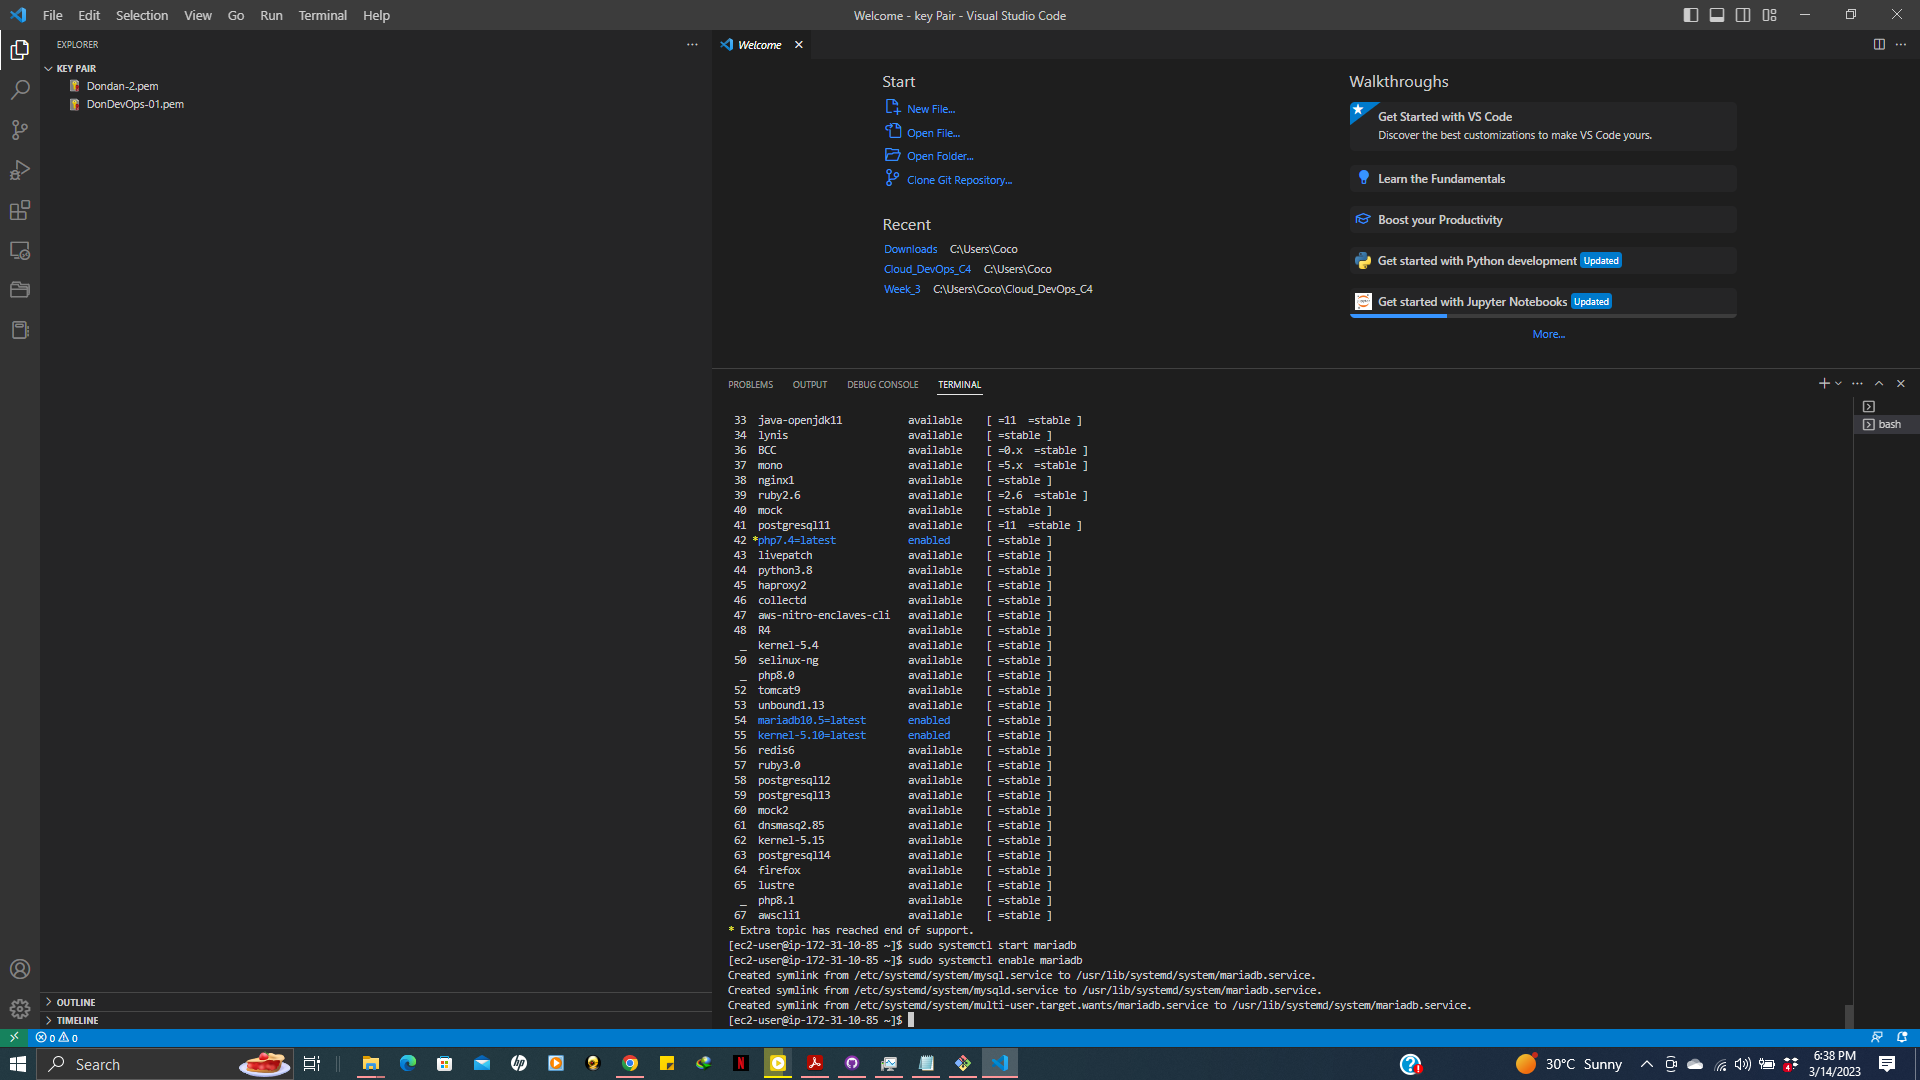 File Edit Selection View Go Run Terminal Help
Welcome - key Pair - Visual Studio Code
EXPLORER
KEY PAIR
Dondan-2.pem
DonDevOps-01.pem
OUTLINE
TIMELINE
Welcome
Start
New File...
Open File...
Open Folder...
Clone Git Repository...
Recent
Downloads C:\Users\Coco
Cloud_DevOps_C4 C:\Users\Coco
Week_3 C:\Users\Coco\Cloud_DevOps_C4
Walkthroughs
Get Started with VS Code
Discover the best customizations to make VS Code yours.
Learn the Fundamentals
Boost your Productivity
Get started with Python development Updated
Get started with Jupyter Notebooks Updated
More...
PROBLEMS OUTPUT DEBUG CONSOLE TERMINAL
bash
33 java-openjdk11 available [ =11 =stable ]
34 lynis available [ =stable ]
36 BCC available [ =0.x =stable ]
37 mono available [ =5.x =stable ]
38 nginx1 available [ =stable ]
39 ruby2.6 available [ =2.6 =stable ]
40 mock available [ =stable ]
41 postgresql11 available [ =11 =stable ]
42 *php7.4=latest enabled [ =stable ]
43 livepatch available [ =stable ]
44 python3.8 available [ =stable ]
45 haproxy2 available [ =stable ]
46 collectd available [ =stable ]
47 aws-nitro-enclaves-cli available [ =stable ]
48 R4 available [ =stable ]
_ kernel-5.4 available [ =stable ]
50 selinux-ng available [ =stable ]
_ php8.0 available [ =stable ]
52 tomcat9 available [ =stable ]
53 unbound1.13 available [ =stable ]
54 mariadb10.5=latest enabled [ =stable ]
55 kernel-5.10=latest enabled [ =stable ]
56 redis6 available [ =stable ]
57 ruby3.0 available [ =stable ]
58 postgresql12 available [ =stable ]
59 postgresql13 available [ =stable ]
60 mock2 available [ =stable ]
61 dnsmasq2.85 available [ =stable ]
62 kernel-5.15 available [ =stable ]
63 postgresql14 available [ =stable ]
64 firefox available [ =stable ]
65 lustre available [ =stable ]
_ php8.1 available [ =stable ]
67 awscli1 available [ =stable ]
* Extra topic has reached end of support.
[ec2-user@ip-172-31-10-85 ~]$ sudo systemctl start mariadb
[ec2-user@ip-172-31-10-85 ~]$ sudo systemctl enable mariadb
Created symlink from /etc/systemd/system/mysql.service to /usr/lib/systemd/system/mariadb.service.
Created symlink from /etc/systemd/system/mysqld.service to /usr/lib/systemd/system/mariadb.service.
Created symlink from /etc/systemd/system/multi-user.target.wants/mariadb.service to /usr/lib/systemd/system/mariadb.service.
[ec2-user@ip-172-31-10-85 ~]$
0 0
Search
30°C Sunny
6:38 PM
3/14/2023